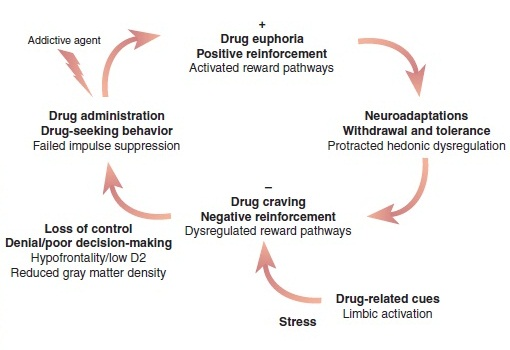 Addictive agent
+
Drug euphoria
Positive reinforcement
Activated reward pathways
Drug administration
Drug-seeking behavior
Failed impulse suppression
Neuroadaptations
Withdrawal and tolerance
Protracted hedonic dysregulation
–
Drug craving
Negative reinforcement
Dysregulated reward pathways
Loss of control
Denial/poor decision-making
Hypofrontality/low D2
Reduced gray matter density
Drug-related cues
Limbic activation
Stress